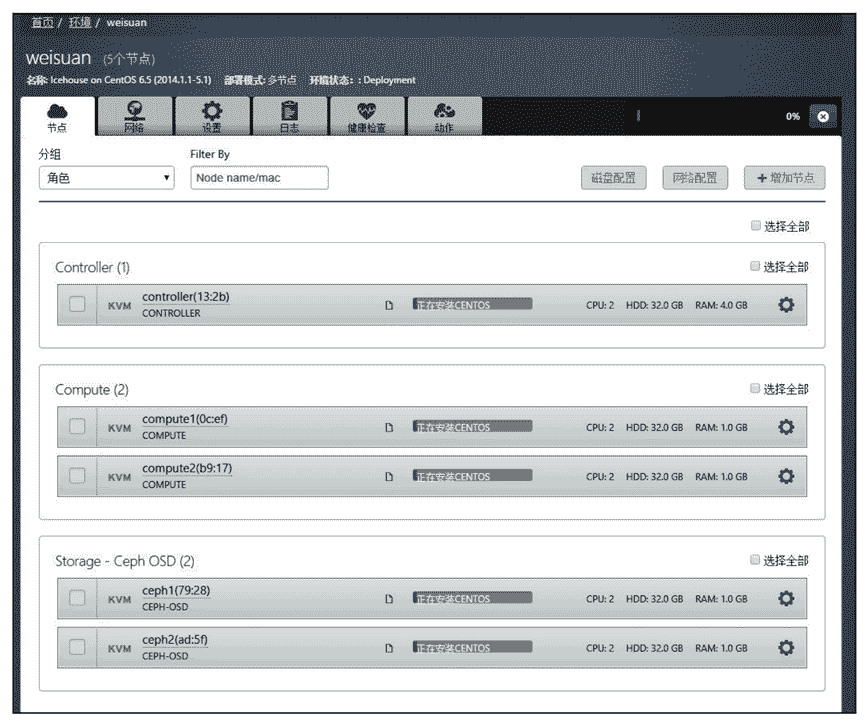 首页 / 环境 / weisuan
weisuan (5个节点)
名称: Icehouse on CentOS 6.5 (2014.1.1-5.1) 部署模式: 多节点 环境状态: : Deployment
节点 网络 设置 日志 健康检查 动作 0%
分组 Filter By
角色 Node name/mac 磁盘配置 网络配置 +增加节点
选择全部
Controller (1) 选择全部
KVM controller(13:2b) 正在安装CENTOS CPU: 2 HDD: 32.0 GB RAM: 4.0 GB
CONTROLLER
Compute (2) 选择全部
KVM compute1(0c:ef) 正在安装CENTOS CPU: 2 HDD: 32.0 GB RAM: 1.0 GB
COMPUTE
KVM compute2(b9:17) 正在安装CENTOS CPU: 2 HDD: 32.0 GB RAM: 1.0 GB
COMPUTE
Storage - Ceph OSD (2) 选择全部
KVM ceph1(79:28) 正在安装CENTOS CPU: 2 HDD: 32.0 GB RAM: 1.0 GB
CEPH-OSD
KVM ceph2(ad:5f) 正在安装CENTOS CPU: 2 HDD: 32.0 GB RAM: 1.0 GB
CEPH-OSD